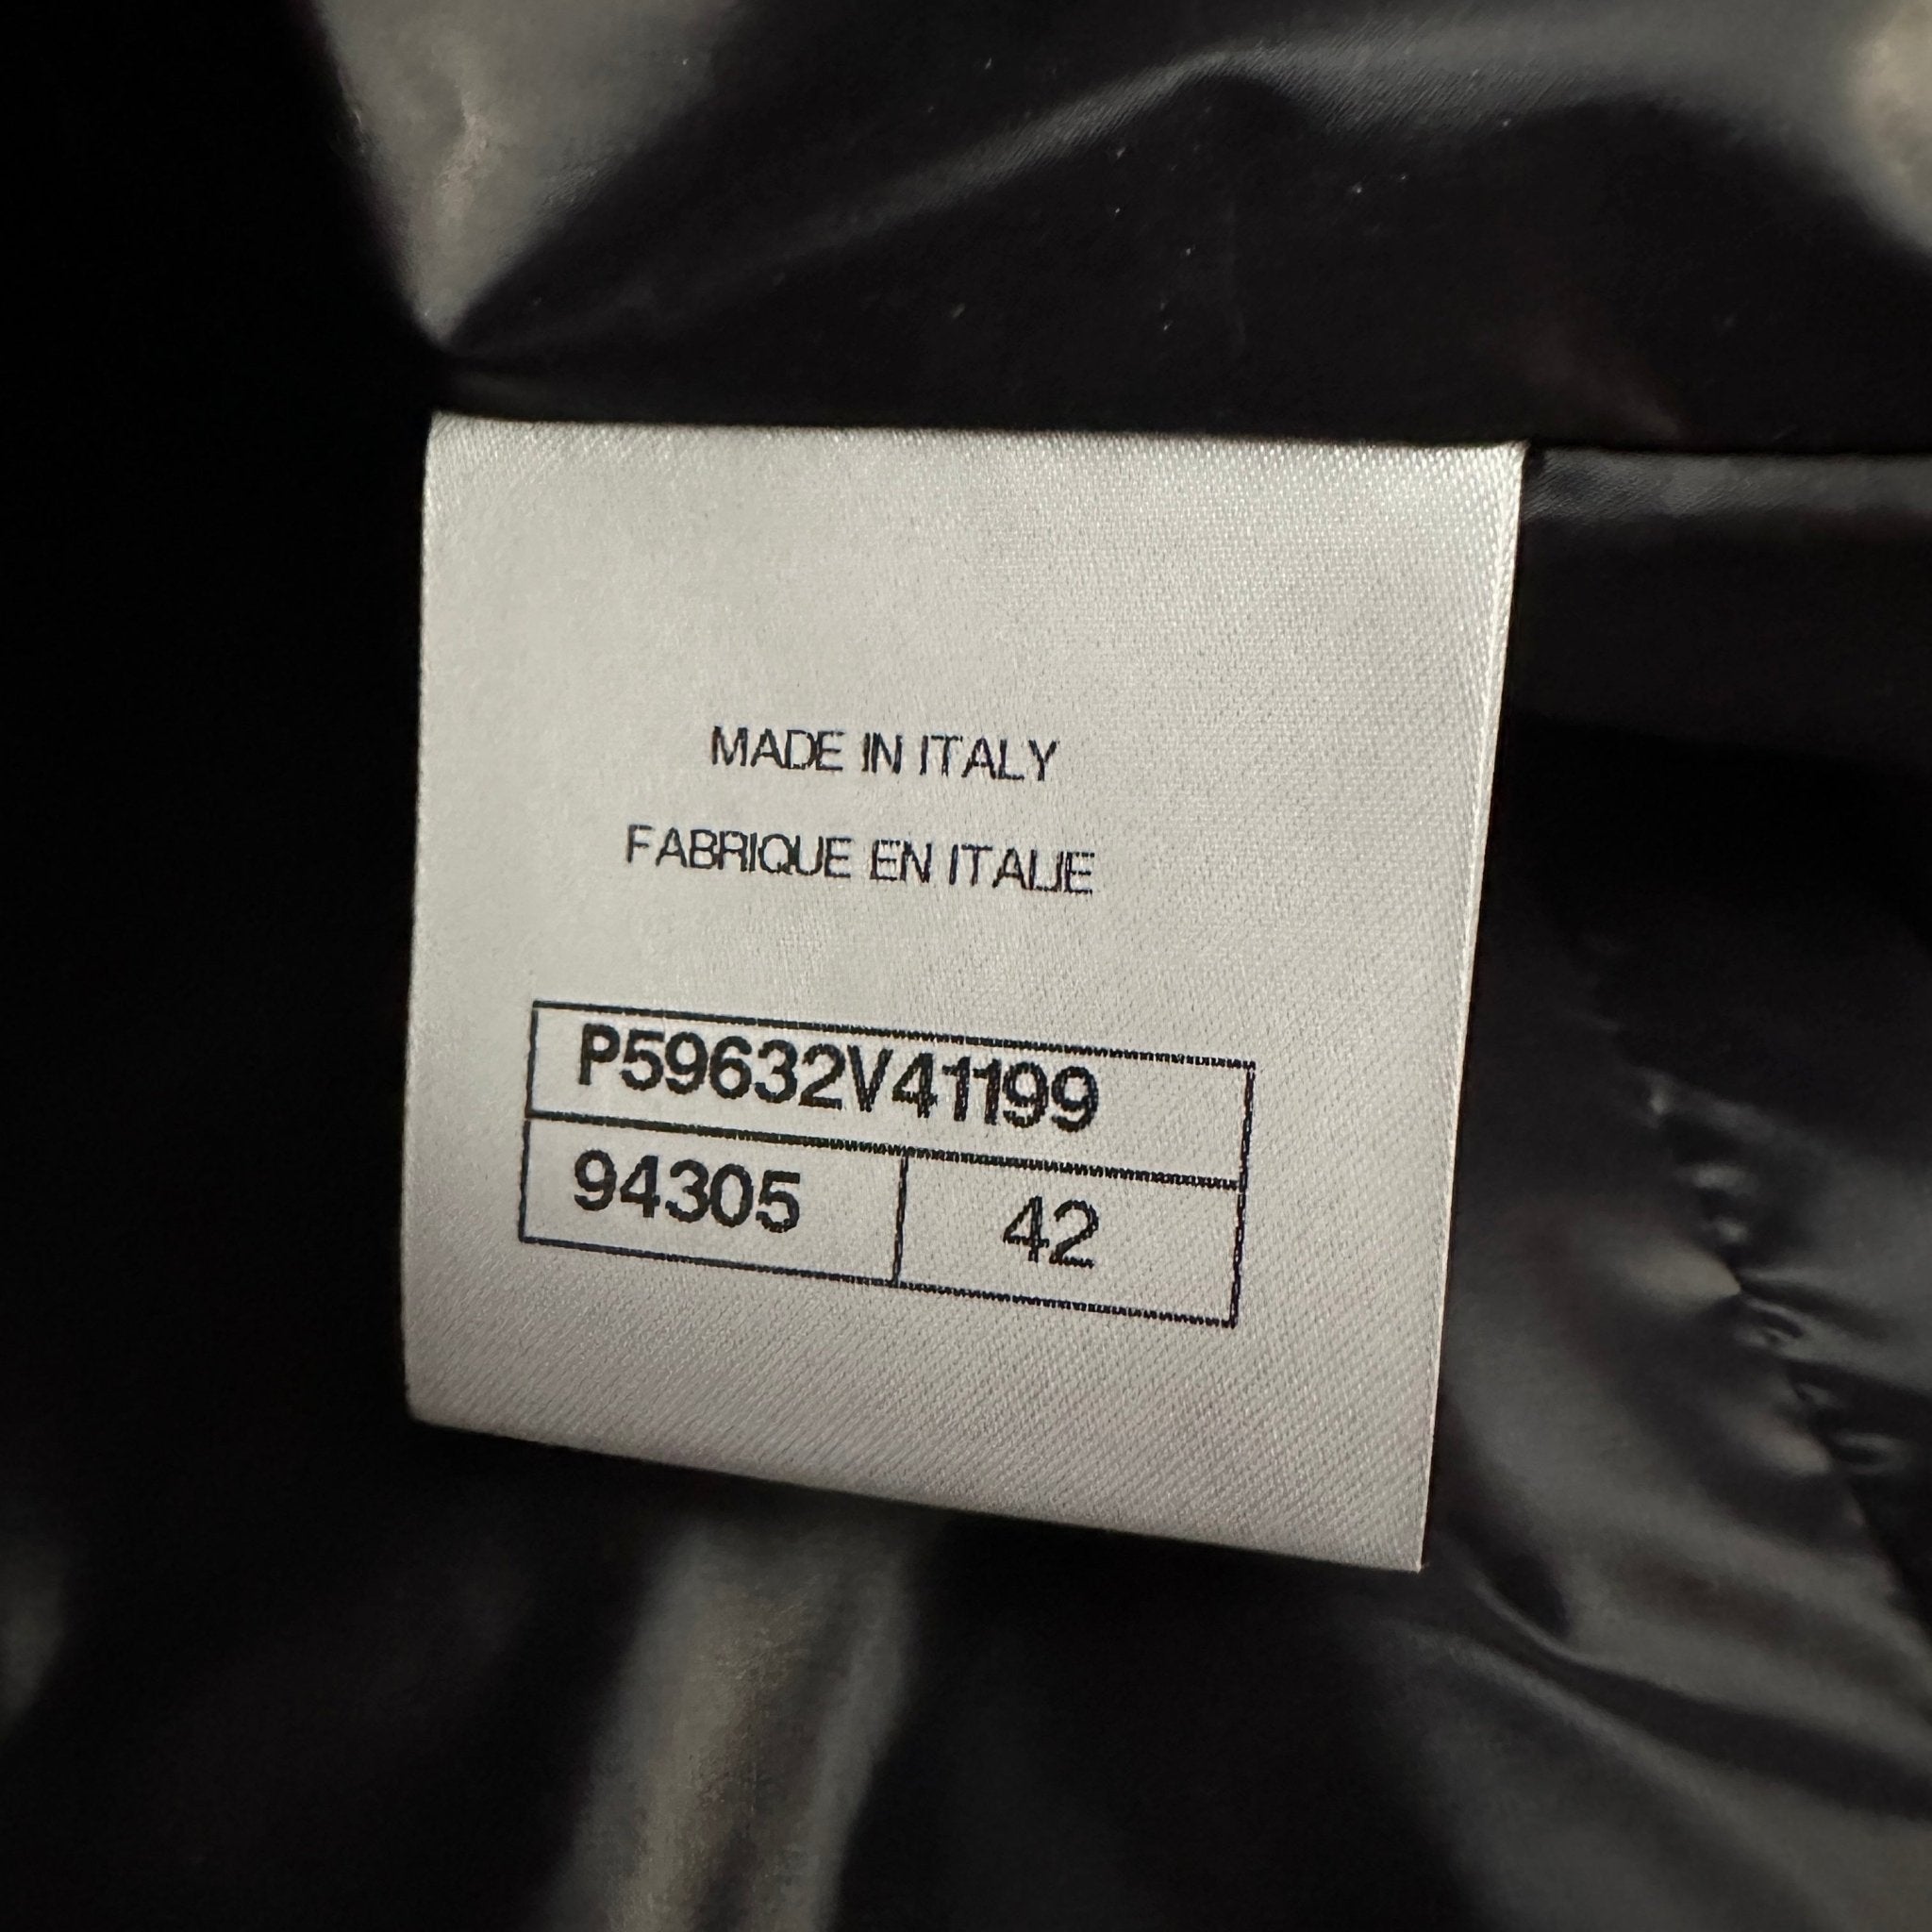 MADE IN ITALY
FABRIQUE EN ITALIE
P59632V41199
94305 42